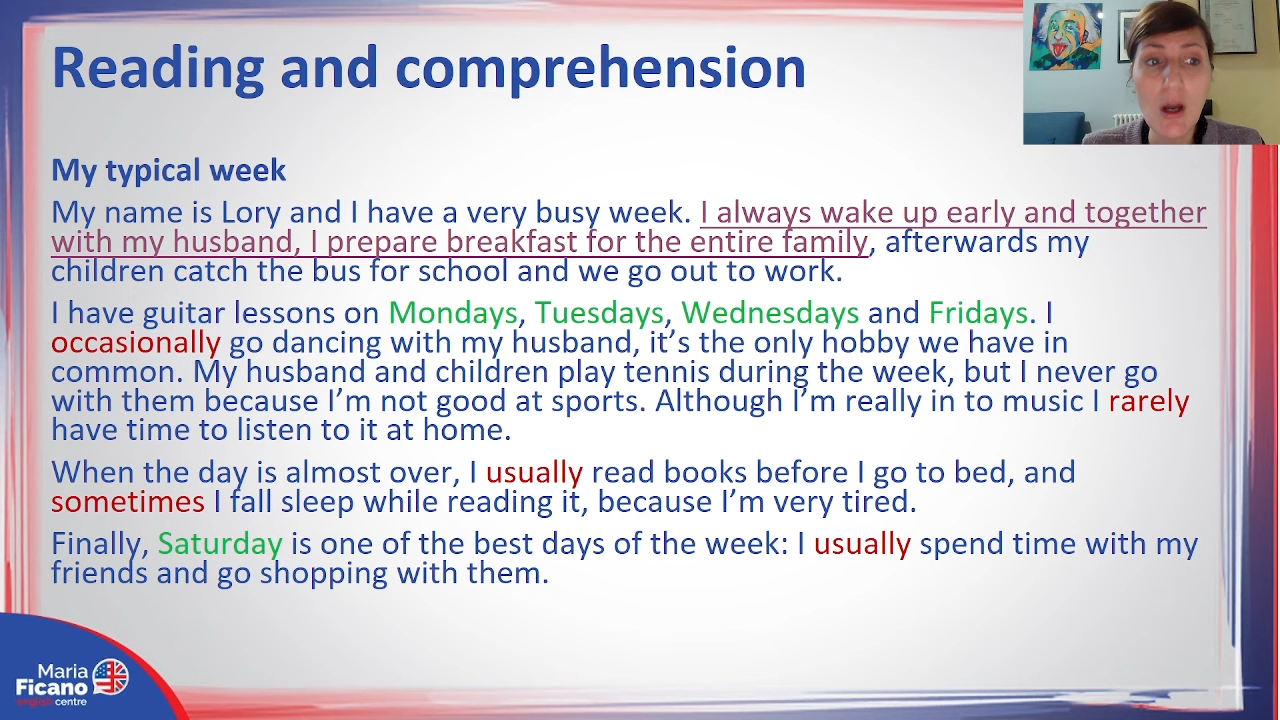 Reading and comprehension
My typical week
My name is Lory and I have a very busy week. I always wake up early and together
with my husband, I prepare breakfast for the entire family, afterwards my
children catch the bus for school and we go out to work.
I have guitar lessons on Mondays, Tuesdays, Wednesdays and Fridays. I
occasionally go dancing with my husband, it’s the only hobby we have in
common. My husband and children play tennis during the week, but I never go
with them because I’m not good at sports. Although I’m really in to music I rarely
have time to listen to it at home.
When the day is almost over, I usually read books before I go to bed, and
sometimes I fall sleep while reading it, because I’m very tired.
Finally, Saturday is one of the best days of the week: I usually spend time with my
friends and go shopping with them.
Maria
Ficano
english centre